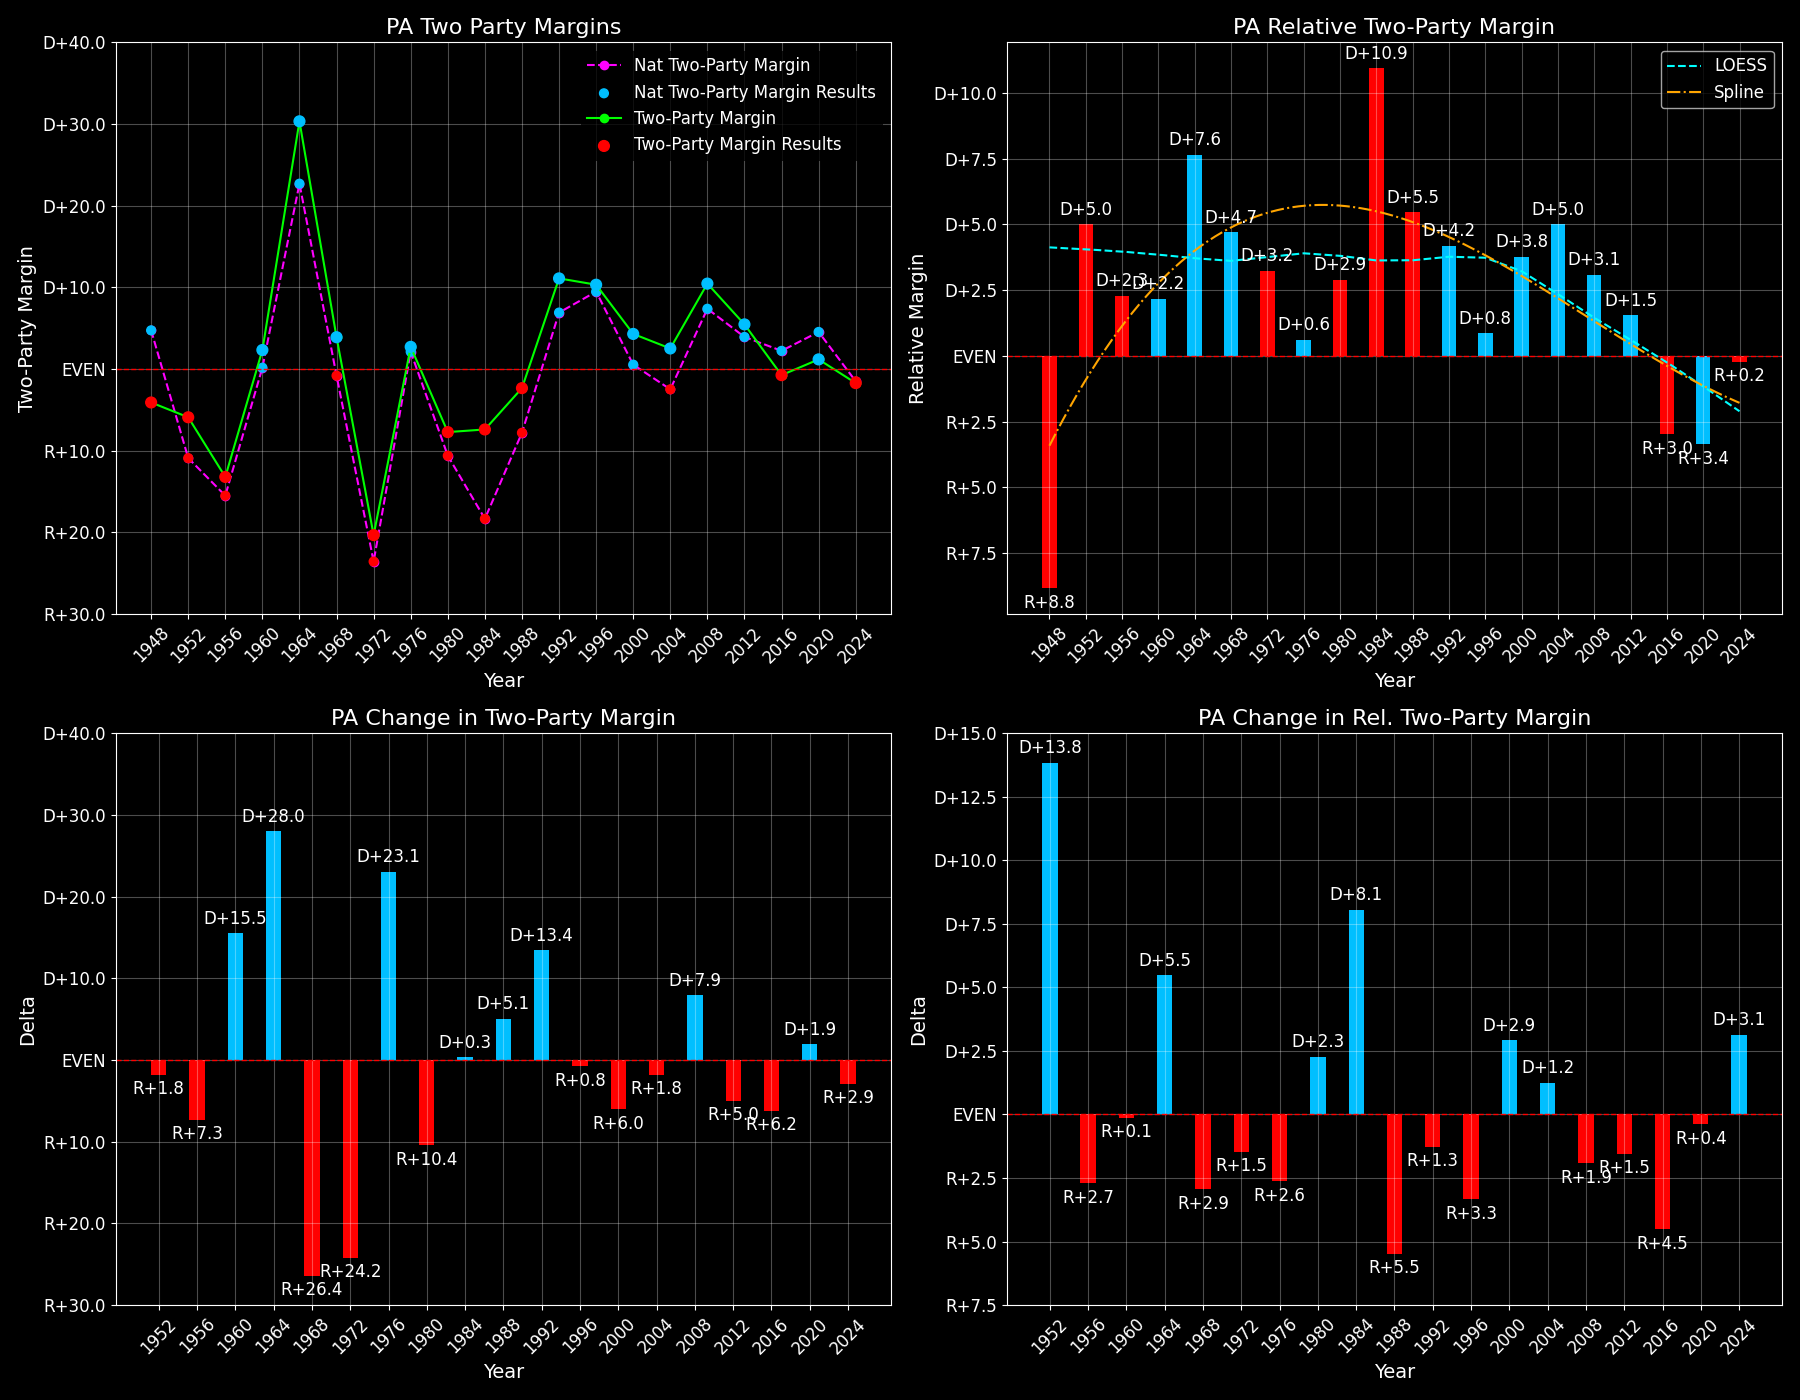 PA Two Party Margins
D+40.0
D+30.0
D+20.0
D+10.0
EVEN
R+10.0
R+20.0
R+30.0
Two-Party Margin
Nat Two-Party Margin
Nat Two-Party Margin Results
Two-Party Margin
Two-Party Margin Results
1948 1952 1956 1960 1964 1968 1972 1976 1980 1984 1988 1992 1996 2000 2004 2008 2012 2016 2020 2024
Year
PA Relative Two-Party Margin
D+10.0
D+7.5
D+5.0
D+2.5
EVEN
R+2.5
R+5.0
R+7.5
Relative Margin
LOESS
Spline
R+8.8
D+5.0
D+2.3
D+2.2
D+7.6
D+4.7
D+3.2
D+0.6
D+2.9
D+10.9
D+5.5
D+4.2
D+0.8
D+3.8
D+5.0
D+3.1
D+1.5
R+3.0
R+3.4
R+0.2
1948 1952 1956 1960 1964 1968 1972 1976 1980 1984 1988 1992 1996 2000 2004 2008 2012 2016 2020 2024
Year
PA Change in Two-Party Margin
D+40.0
D+30.0
D+20.0
D+10.0
EVEN
R+10.0
R+20.0
R+30.0
Delta
R+1.8
R+7.3
D+15.5
D+28.0
R+26.4
R+24.2
D+23.1
R+10.4
D+0.3
D+5.1
D+13.4
R+0.8
R+6.0
R+1.8
D+7.9
R+5.0
R+6.2
D+1.9
R+2.9
1952 1956 1960 1964 1968 1972 1976 1980 1984 1988 1992 1996 2000 2004 2008 2012 2016 2020 2024
Year
PA Change in Rel. Two-Party Margin
D+15.0
D+12.5
D+10.0
D+7.5
D+5.0
D+2.5
EVEN
R+2.5
R+5.0
R+7.5
Delta
D+13.8
R+2.7
R+0.1
D+5.5
R+2.9
R+1.5
R+2.6
D+2.3
D+8.1
R+5.5
R+1.3
R+3.3
D+2.9
D+1.2
R+1.9
R+1.5
R+4.5
R+0.4
D+3.1
1952 1956 1960 1964 1968 1972 1976 1980 1984 1988 1992 1996 2000 2004 2008 2012 2016 2020 2024
Year